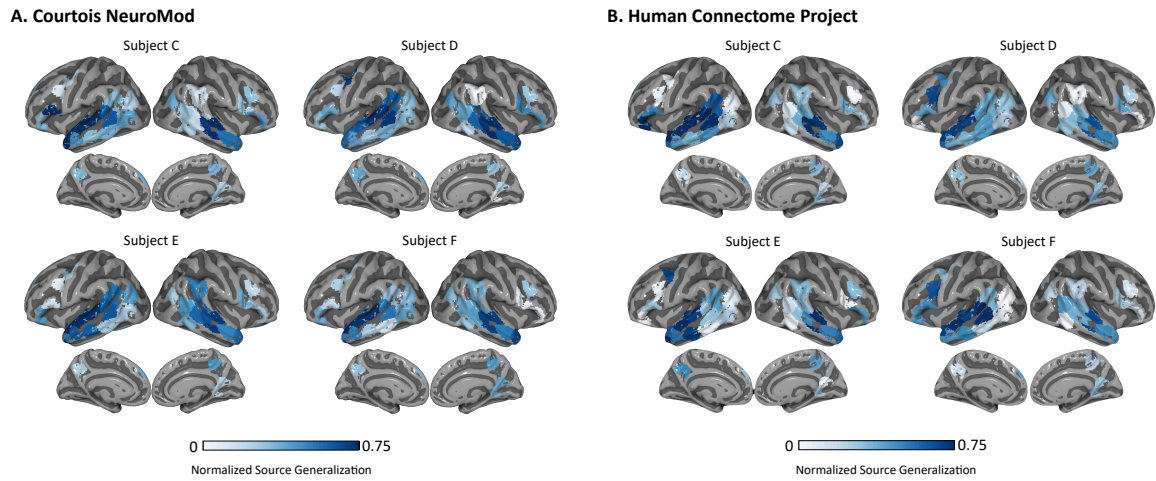 A. Courtois NeuroMod
Subject C
Subject D
Subject E
Subject F
0
0.75
Normalized Source Generalization
B. Human Connectome Project
Subject C
Subject D
Subject E
Subject F
0
0.75
Normalized Source Generalization